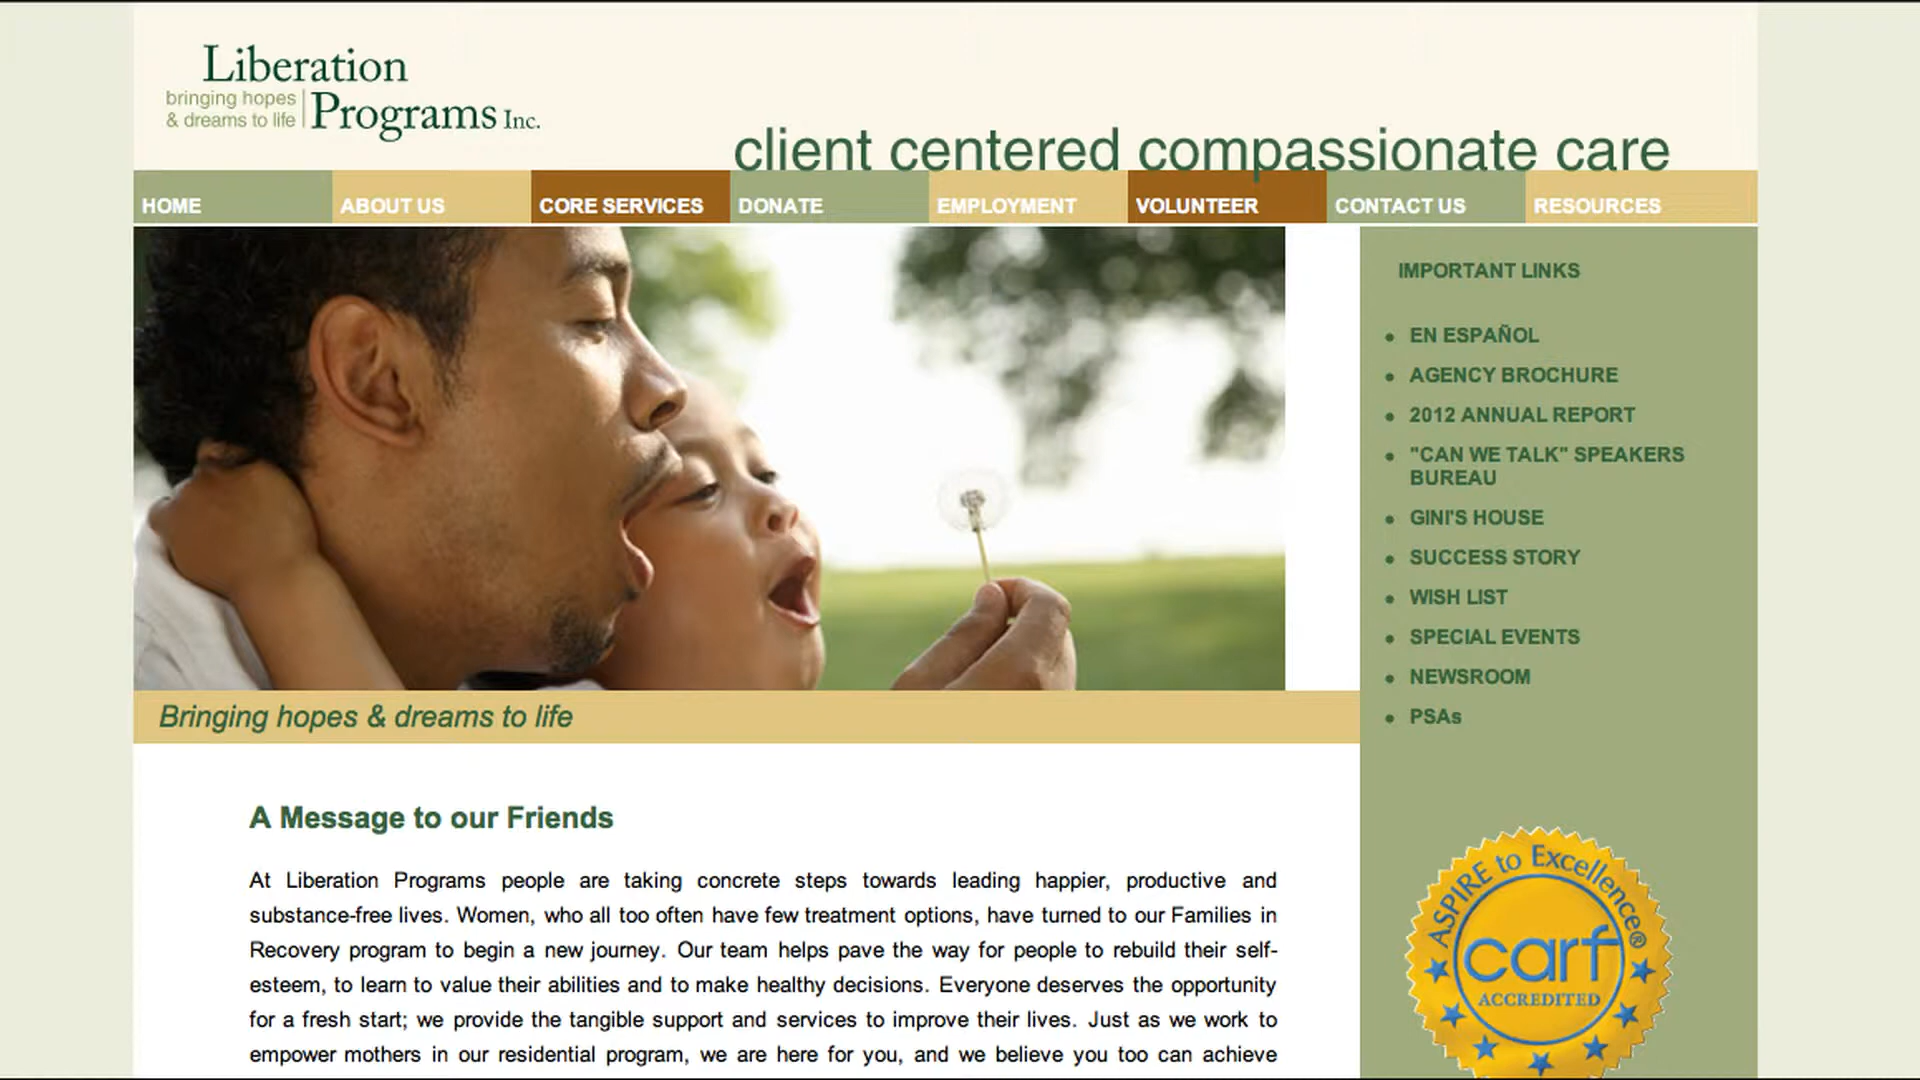 Liberation
bringing hopes
& dreams to life
Programs Inc.
client centered compassionate care
HOME
ABOUT US
CORE SERVICES
DONATE
EMPLOYMENT
VOLUNTEER
CONTACT US
RESOURCES
IMPORTANT LINKS
EN ESPAÑOL
AGENCY BROCHURE
2012 ANNUAL REPORT
"CAN WE TALK" SPEAKERS
BUREAU
GINI'S HOUSE
SUCCESS STORY
WISH LIST
SPECIAL EVENTS
NEWSROOM
PSAs
Bringing hopes & dreams to life
A Message to our Friends
At Liberation Programs people are taking concrete steps towards leading happier, productive and
substance-free lives. Women, who all too often have few treatment options, have turned to our Families in
Recovery program to begin a new journey. Our team helps pave the way for people to rebuild their self-
esteem, to learn to value their abilities and to make healthy decisions. Everyone deserves the opportunity
for a fresh start; we provide the tangible support and services to improve their lives. Just as we work to
empower mothers in our residential program, we are here for you, and we believe you too can achieve
ASPIRE to Excellence®
carf
ACCREDITED